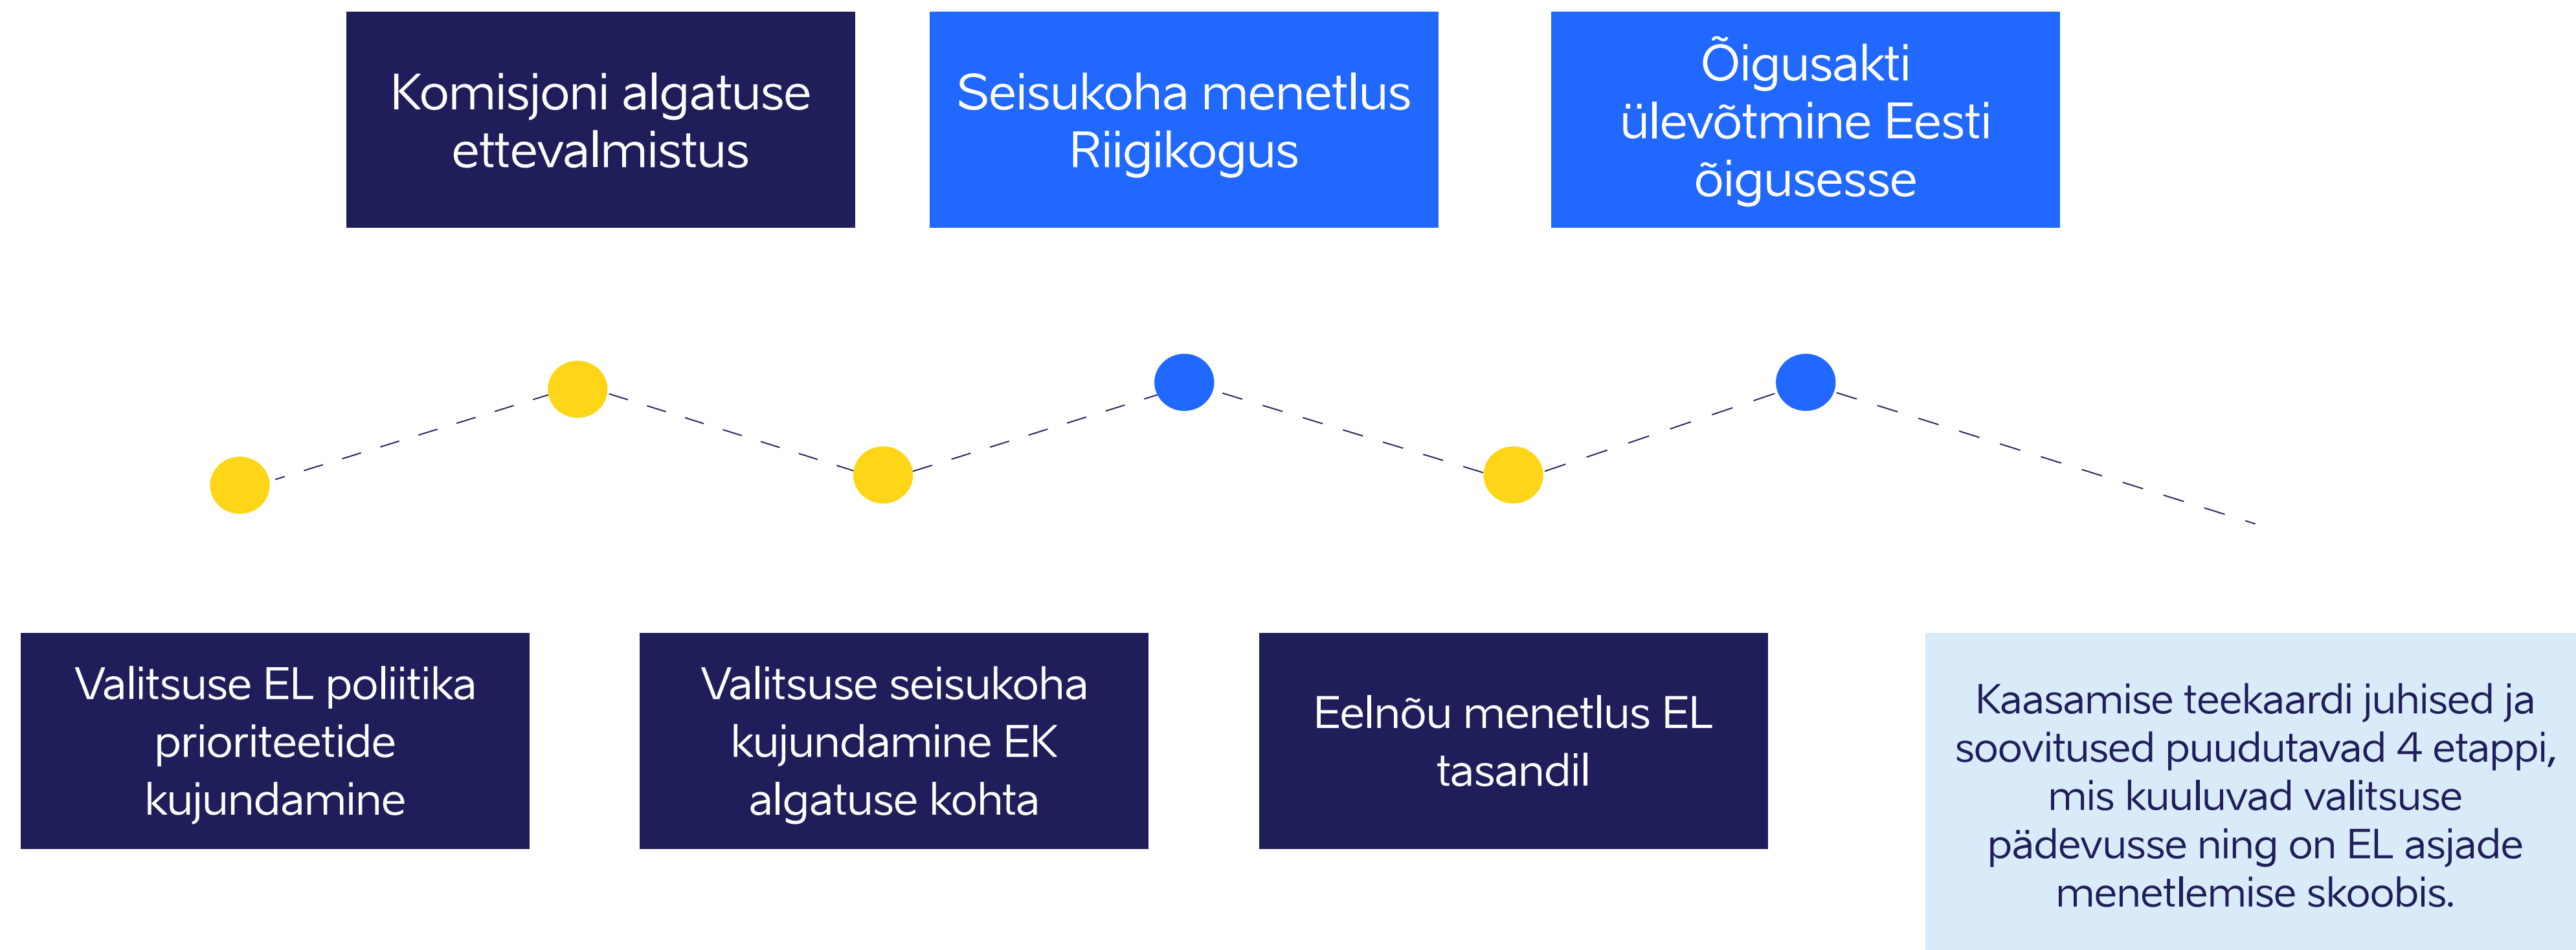 Komisjoni algatuse
ettevalmistus
Seisukoha menetlus
Riigikogus
Õigusakti
ülevõtmine Eesti
õigusesse
Valitsuse EL poliitika
prioriteetide
kujundamine
Valitsuse seisukoha
kujundamine EK
algatuse kohta
Eelnõu menetlus EL
tasandil
Kaasamise teekaardi juhised ja
soovitused puudutavad 4 etappi,
mis kuuluvad valitsuse
pädevusse ning on EL asjade
menetlemise skoobis.